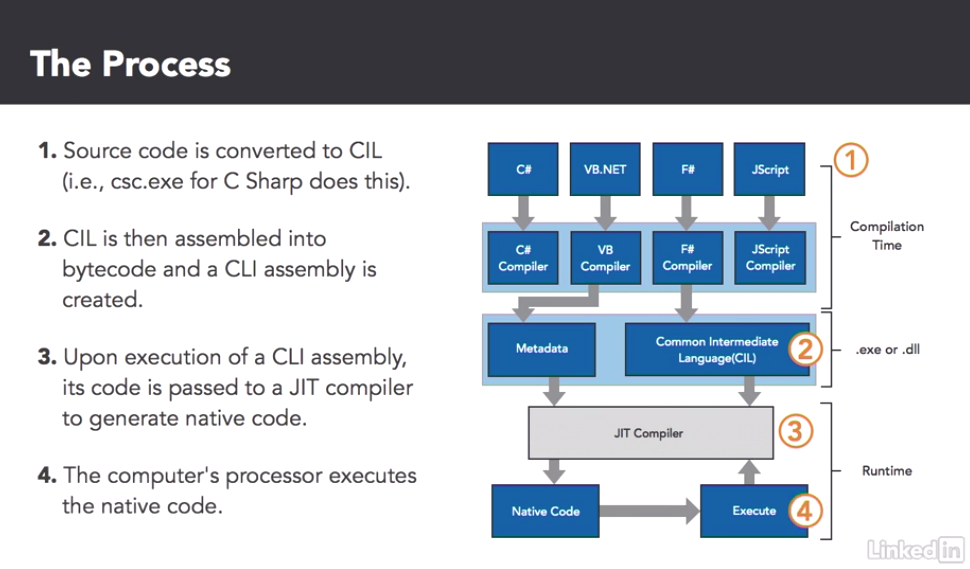 The Process
1. Source code is converted to CIL
(i.e., csc.exe for C Sharp does this).
2. CIL is then assembled into
bytecode and a CLI assembly is
created.
3. Upon execution of a CLI assembly,
its code is passed to a JIT compiler
to generate native code.
4. The computer's processor executes
the native code.
C#
VB.NET
F#
JScript
1
Compilation
Time
C#
Compiler
VB
Compiler
F#
Compiler
JScript
Compiler
Metadata
Common Intermediate
Language(CIL)
2
.exe or .dll
JIT Compiler
3
Runtime
Native Code
Execute
4
LinkedIn